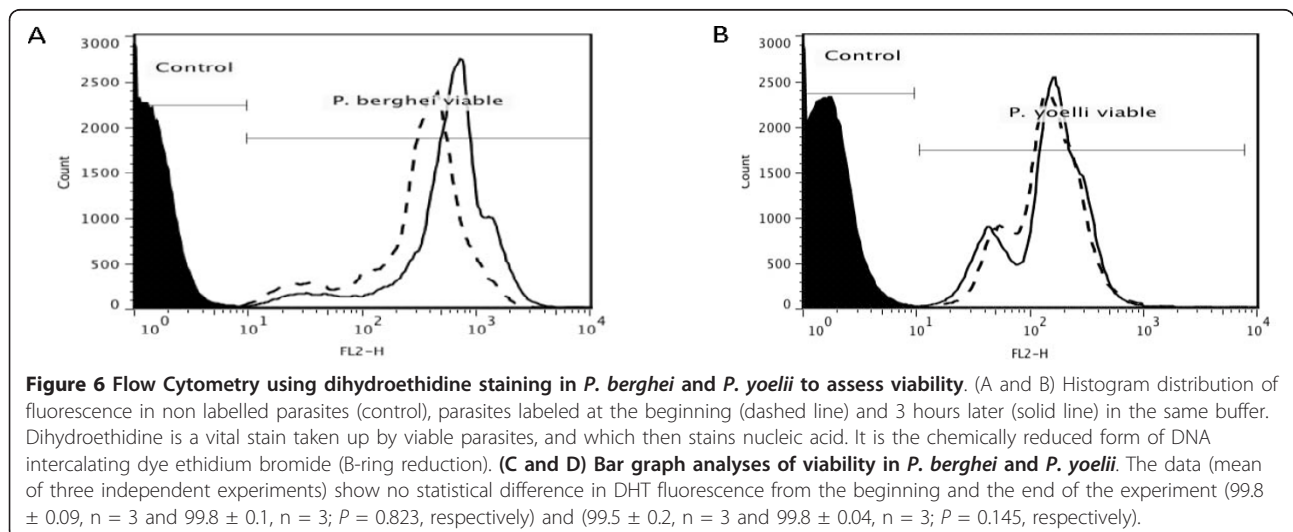 A
3000
2500
2000
1500
1000
500
0
Count
Control
P. berghei viable
10^0 10^1 10^2 10^3 10^4
FL2-H
B
3000
2500
2000
1500
1000
500
0
Count
Control
P. yoelli viable
10^0 10^1 10^2 10^3 10^4
FL2-H
Figure 6 Flow Cytometry using dihydroethidine staining in P. berghei and P. yoelii to assess viability. (A and B) Histogram distribution of
fluorescence in non labelled parasites (control), parasites labeled at the beginning (dashed line) and 3 hours later (solid line) in the same buffer.
Dihydroethidine is a vital stain taken up by viable parasites, and which then stains nucleic acid. It is the chemically reduced form of DNA
intercalating dye ethidium bromide (B-ring reduction). (C and D) Bar graph analyses of viability in P. berghei and P. yoelii. The data (mean
of three independent experiments) show no statistical difference in DHT fluorescence from the beginning and the end of the experiment (99.8
± 0.09, n = 3 and 99.8 ± 0.1, n = 3; P = 0.823, respectively) and (99.5 ± 0.2, n = 3 and 99.8 ± 0.04, n = 3; P = 0.145, respectively).